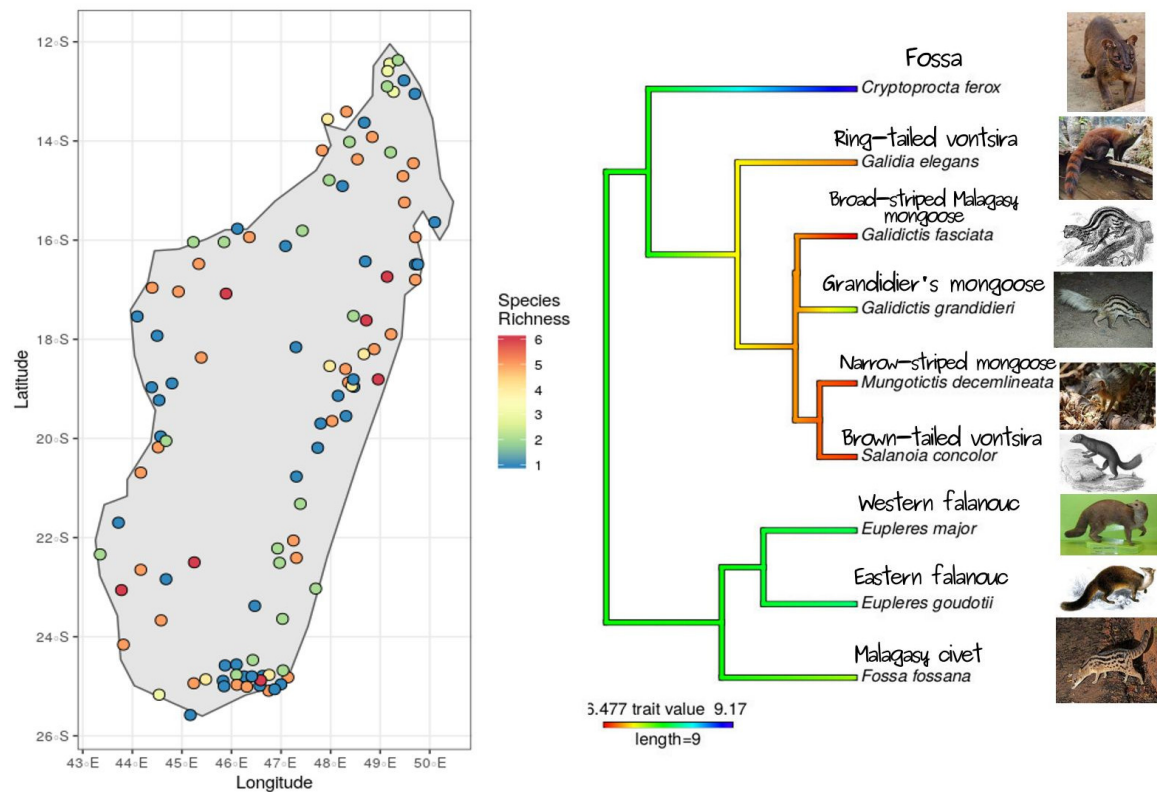 12°S
14°S
16°S
18°S
20°S
22°S
24°S
26°S
Latitude
43°E
44°E
45°E
46°E
47°E
48°E
49°E
50°E
Longitude
Species
Richness
6
5
4
3
2
1
Fossa
Cryptoprocta ferox
Ring-tailed vontsira
Galidia elegans
Broad-striped Malagasy
mongoose
Galidictis fasciata
Grandidier's mongoose
Galidictis grandidieri
Narrow-striped mongoose
Mungotictis decemlineata
Brown-tailed vontsira
Salanoia concolor
Western falanouc
Eupleres major
Eastern falanouc
Eupleres goudotii
Malagasy civet
Fossa fossana
6.477 trait value 9.17
length=9